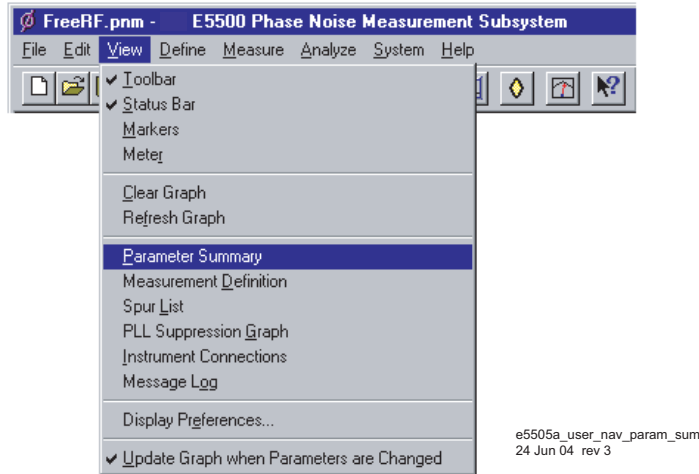 FreeRF.pnm - E5500 Phase Noise Measurement Subsystem
File Edit View Define Measure Analyze System Help
Toolbar
Status Bar
Markers
Meter
Clear Graph
Refresh Graph
Parameter Summary
Measurement Definition
Spur List
PLL Suppression Graph
Instrument Connections
Message Log
Display Preferences...
Update Graph when Parameters are Changed
e5505a_user_nav_param_sum
24 Jun 04 rev 3